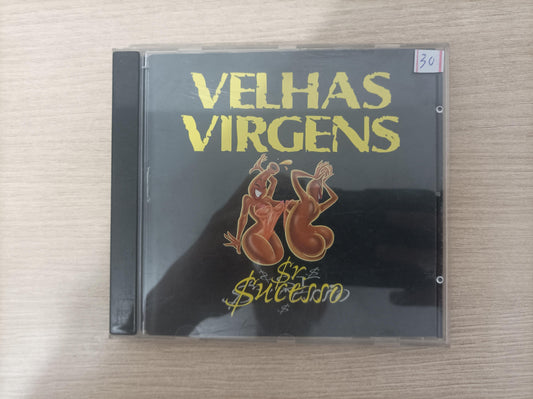 30
VELHAS
VIRGENS
$r.
$ucesso